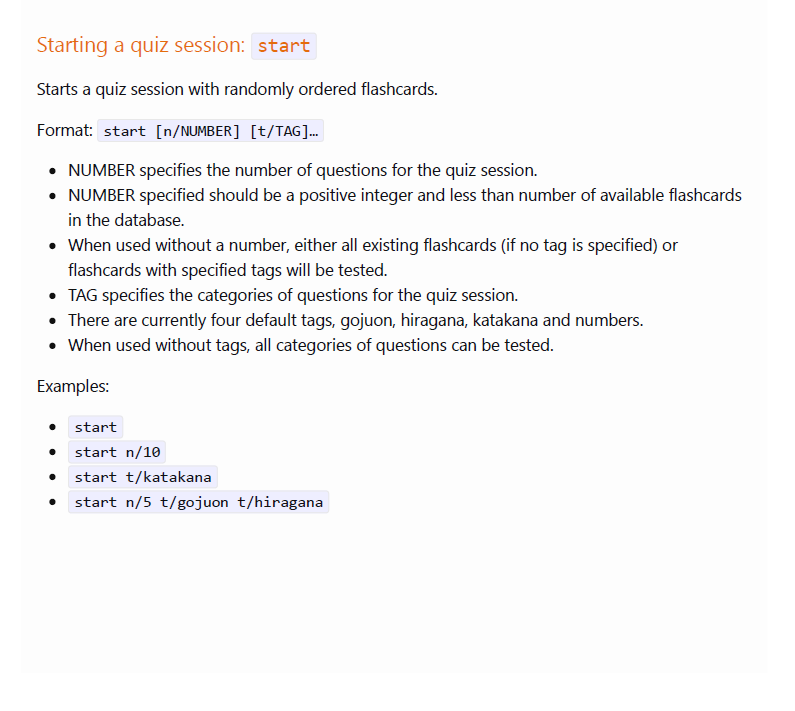 Starting a quiz session: start
Starts a quiz session with randomly ordered flashcards.
Format: start [n/NUMBER] [t/TAG]…
• NUMBER specifies the number of questions for the quiz session.
• NUMBER specified should be a positive integer and less than number of available flashcards
in the database.
• When used without a number, either all existing flashcards (if no tag is specified) or
flashcards with specified tags will be tested.
• TAG specifies the categories of questions for the quiz session.
• There are currently four default tags, gojuon, hiragana, katakana and numbers.
• When used without tags, all categories of questions can be tested.
Examples:
• start
• start n/10
• start t/katakana
• start n/5 t/gojuon t/hiragana